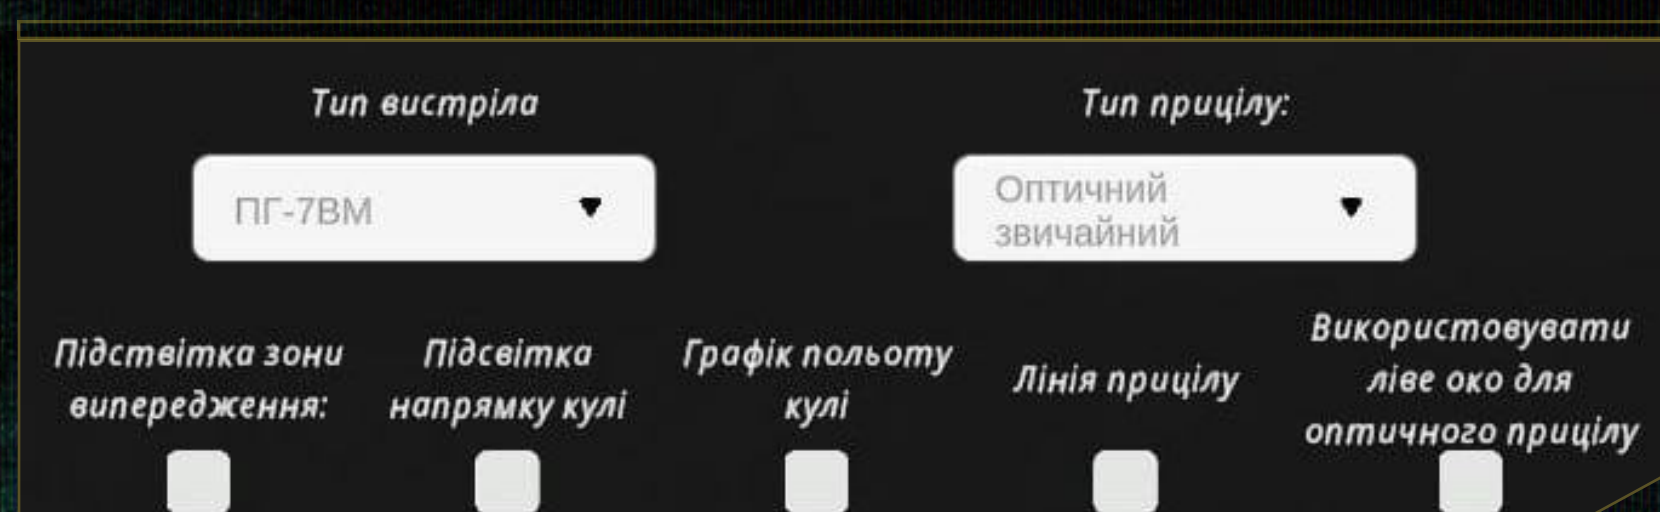 Тип вистріла
Тип прицілу:
ПГ-7ВМ
Оптичний
звичайний
Підствітка зони
випередження:
Підсвітка
напрямку кулі
Графік польоту
кулі
Лінія прицілу
Використовувати
ліве око для
оптичного прицілу